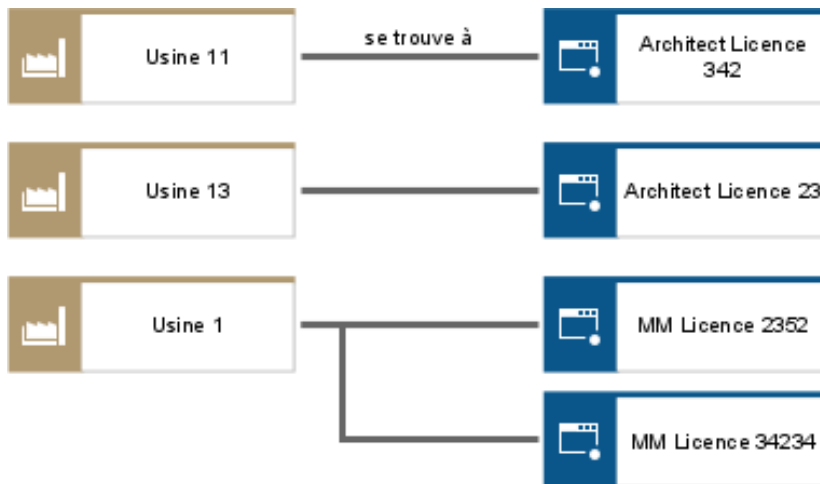 Usine 11
se trouve à
Architect Licence
342
Usine 13
Architect Licence 23
Usine 1
MM Licence 2352
MM Licence 34234